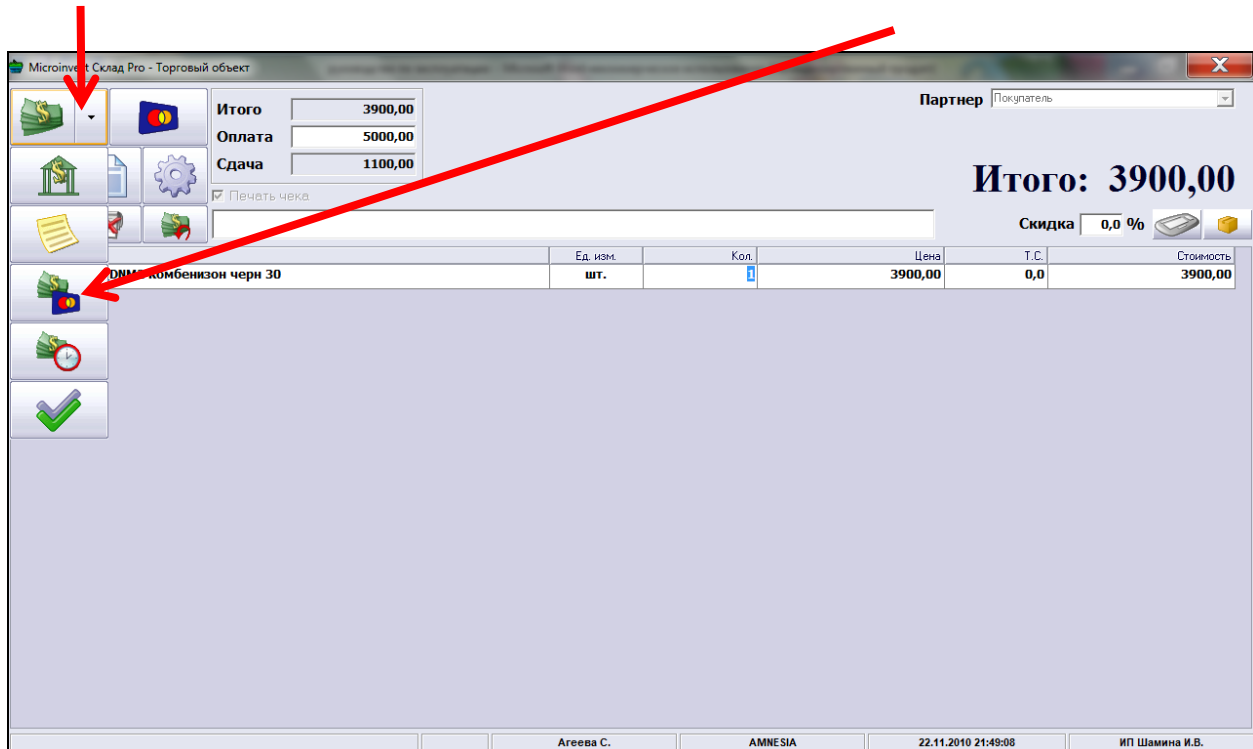 Microinvest Склад Pro - Торговый объект
Итого 3900,00
Оплата 5000,00
Сдача 1100,00
Печать чека
Партнер Покупатель
Итого: 3900,00
Скидка 0,0 %
Ед. изм. Кол. Цена Т.С. Стоимость
комбенизон черн 30 шт. 1 3900,00 0,0 3900,00
Агеева С. AMNESIA 22.11.2010 21:49:08 ИП Шамина И.В.